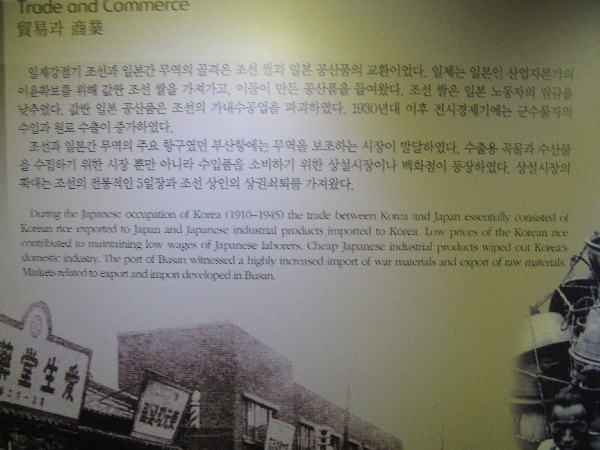 Trade and Commerce
貿易과 商業
일제강점기 조선과 일본간 무역의 골격은 조선 쌀과 일본 공산품의 교환이었다. 일제는 일본인 산업자본가의
이윤확보를 위해 값싼 조선 쌀을 가져가고, 이들이 만든 공산품을 들여왔다. 조선 쌀은 일본 노동자의 임금을
낮추었다. 값싼 일본 공산품은 조선의 가내수공업을 파괴하였다. 1930년대 이후 전시경제기에는 군수물자의
수입과 원료 수출이 증가하였다.
조선과 일본간 무역의 주요 항구였던 부산항에는 무역을 보조하는 시장이 발달하였다. 수출용 곡물과 수산물
을 수집하기 위한 시장 뿐만 아니라 수입품을 소비하기 위한 상설시장이나 백화점이 등장하였다. 상설시장의
확대는 조선의 전통적인 5일장과 조선 상인의 상권쇠퇴를 가져왔다.
During the Japanese occupation of Korea (1910~1945) the trade between Korea and Japan essentially consisted of
Korean rice exported to Japan and Japanese industrial products imported to Korea. Low prices of the Korean rice
contributed to maintaining low wages of Japanese laborers. Cheap Japanese industrial products wiped out Korea's
domestic industry. The port of Busan witnessed a highly increased import of war materials and export of raw materials.
Markets related to export and import developed in Busan.
藥堂生愛